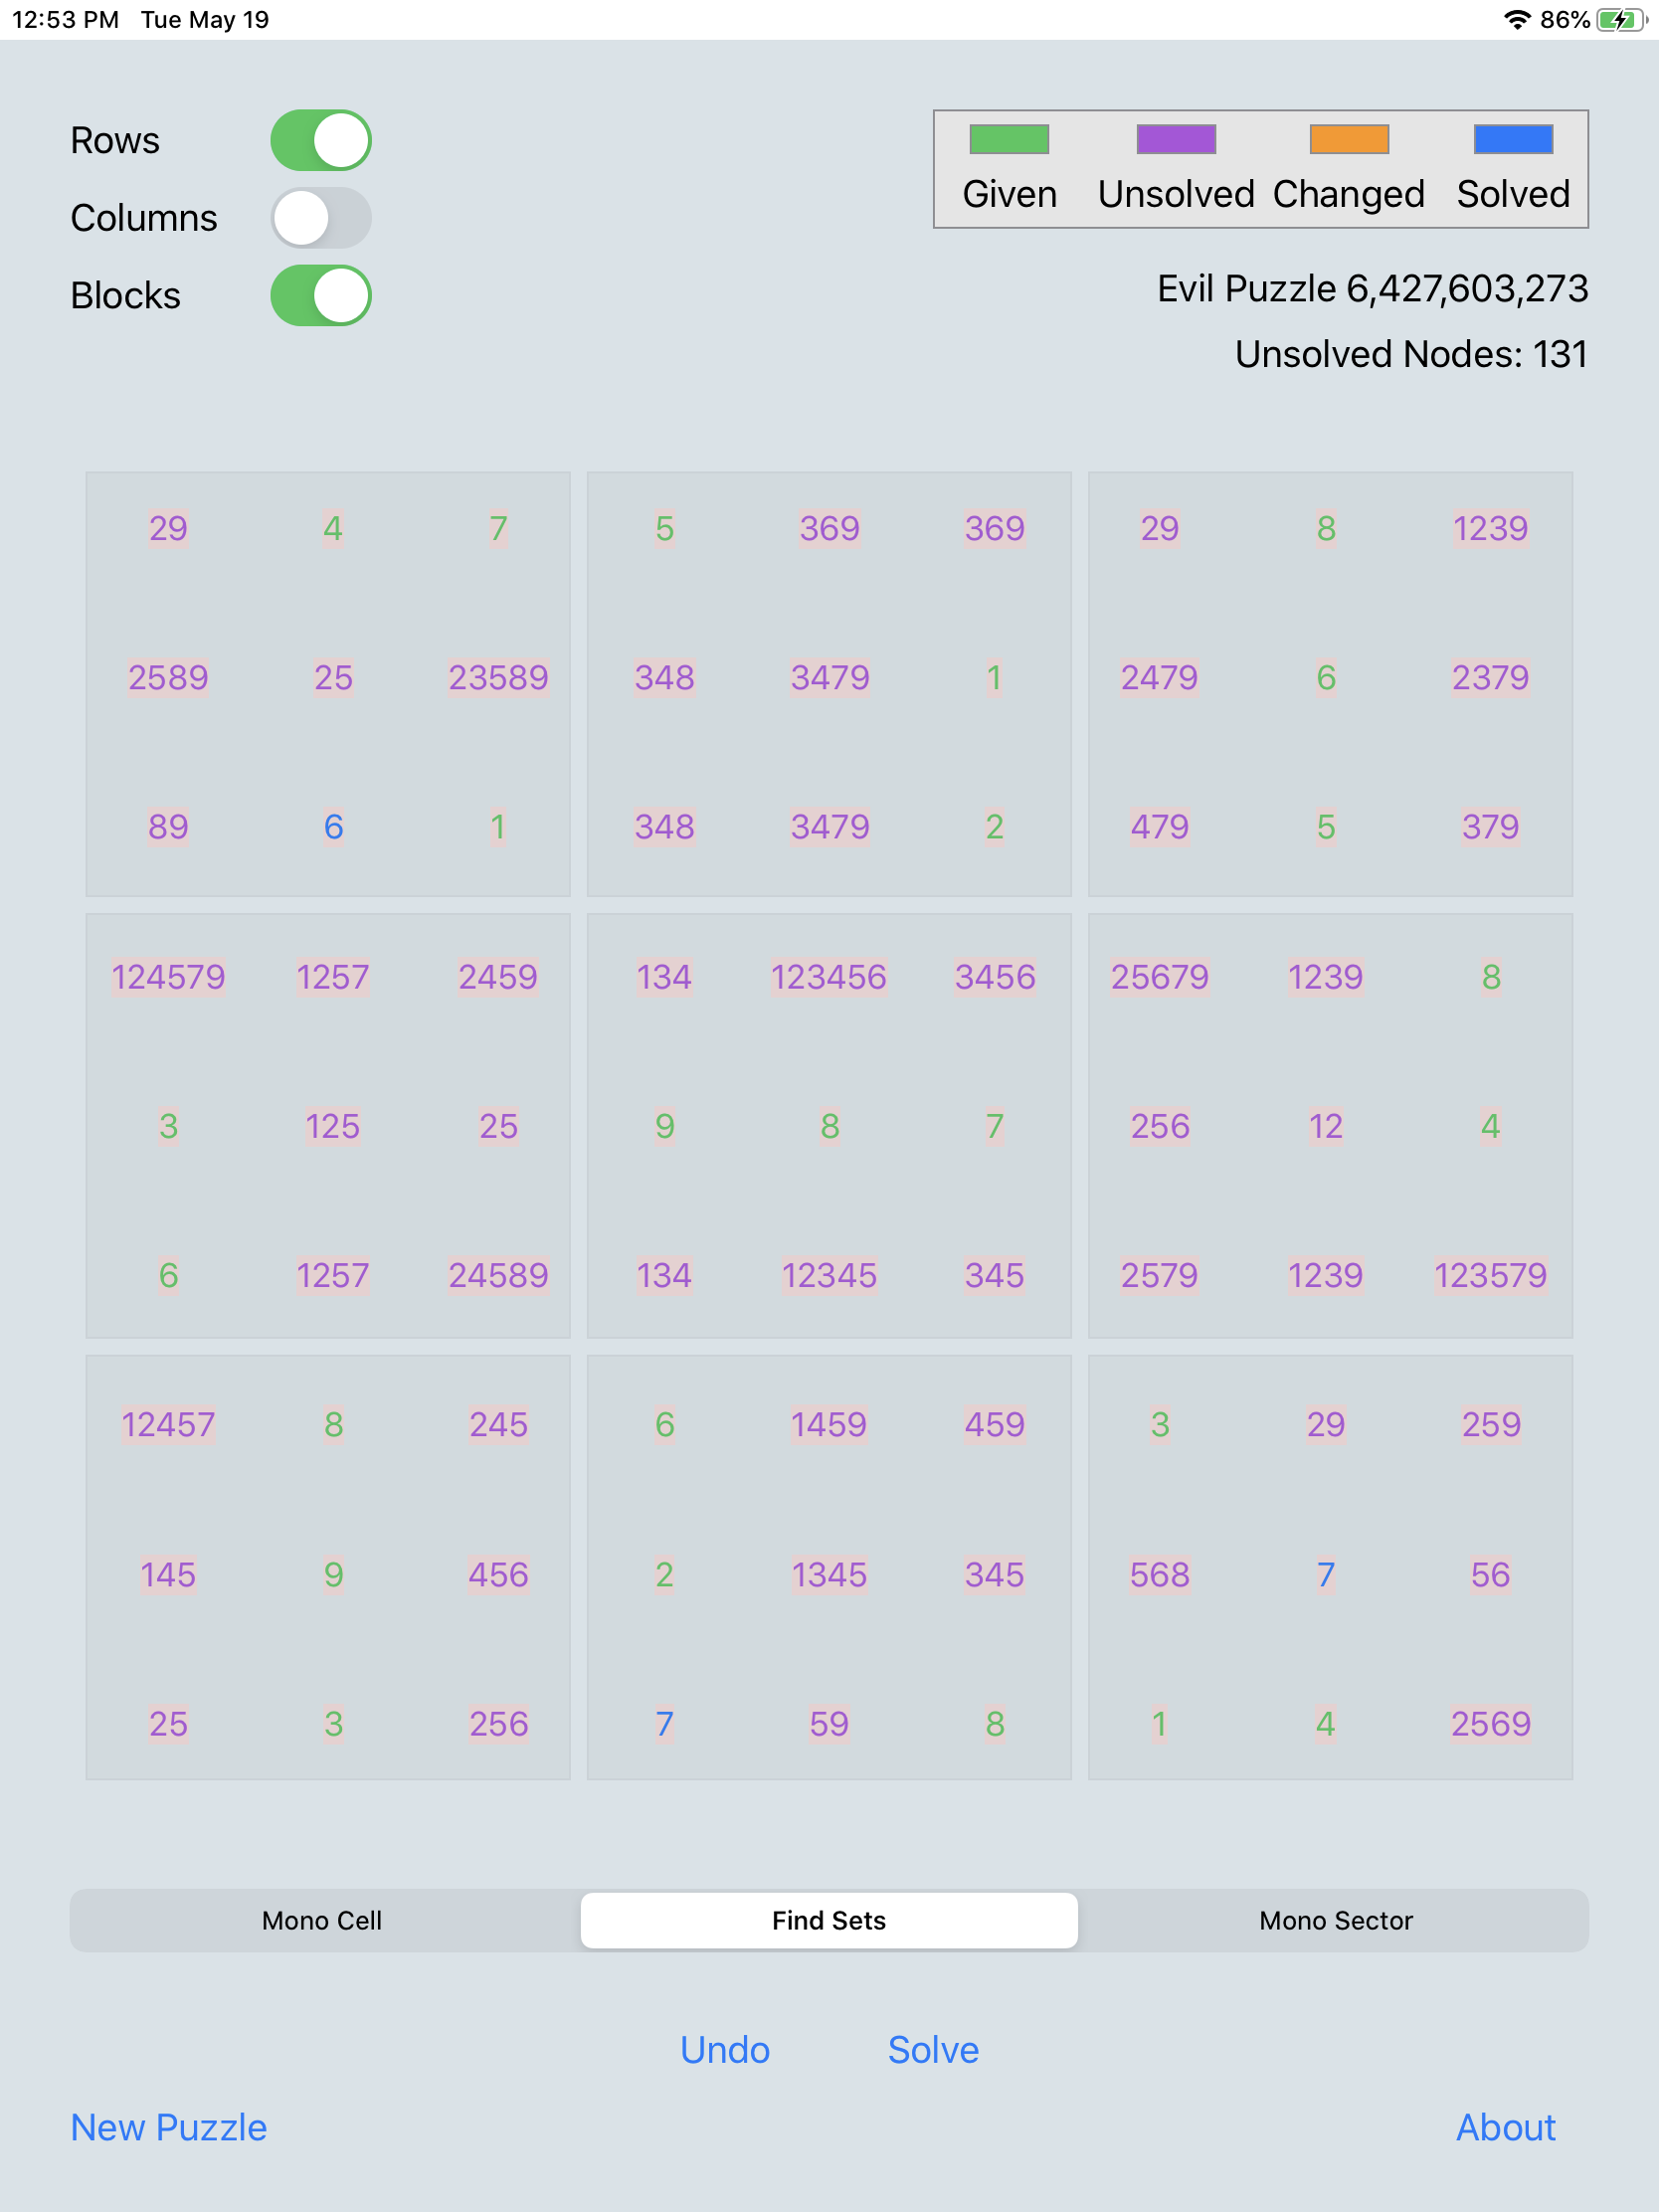 12:53 PM Tue May 19 86%
Rows
Columns
Blocks
Given Unsolved Changed Solved
Evil Puzzle 6,427,603,273
Unsolved Nodes: 131
29 4 7 5 369 369 29 8 1239
2589 25 23589 348 3479 1 2479 6 2379
89 6 1 348 3479 2 479 5 379
124579 1257 2459 134 123456 3456 25679 1239 8
3 125 25 9 8 7 256 12 4
6 1257 24589 134 12345 345 2579 1239 123579
12457 8 245 6 1459 459 3 29 259
145 9 456 2 1345 345 568 7 56
25 3 256 7 59 8 1 4 2569
Mono Cell Find Sets Mono Sector
Undo Solve
New Puzzle About